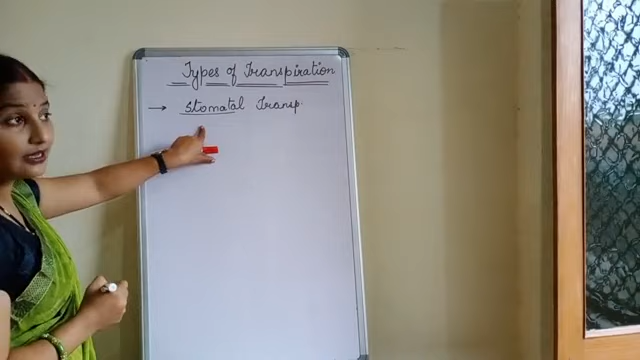 Types of Transpiration
→ Stomatal Transp.